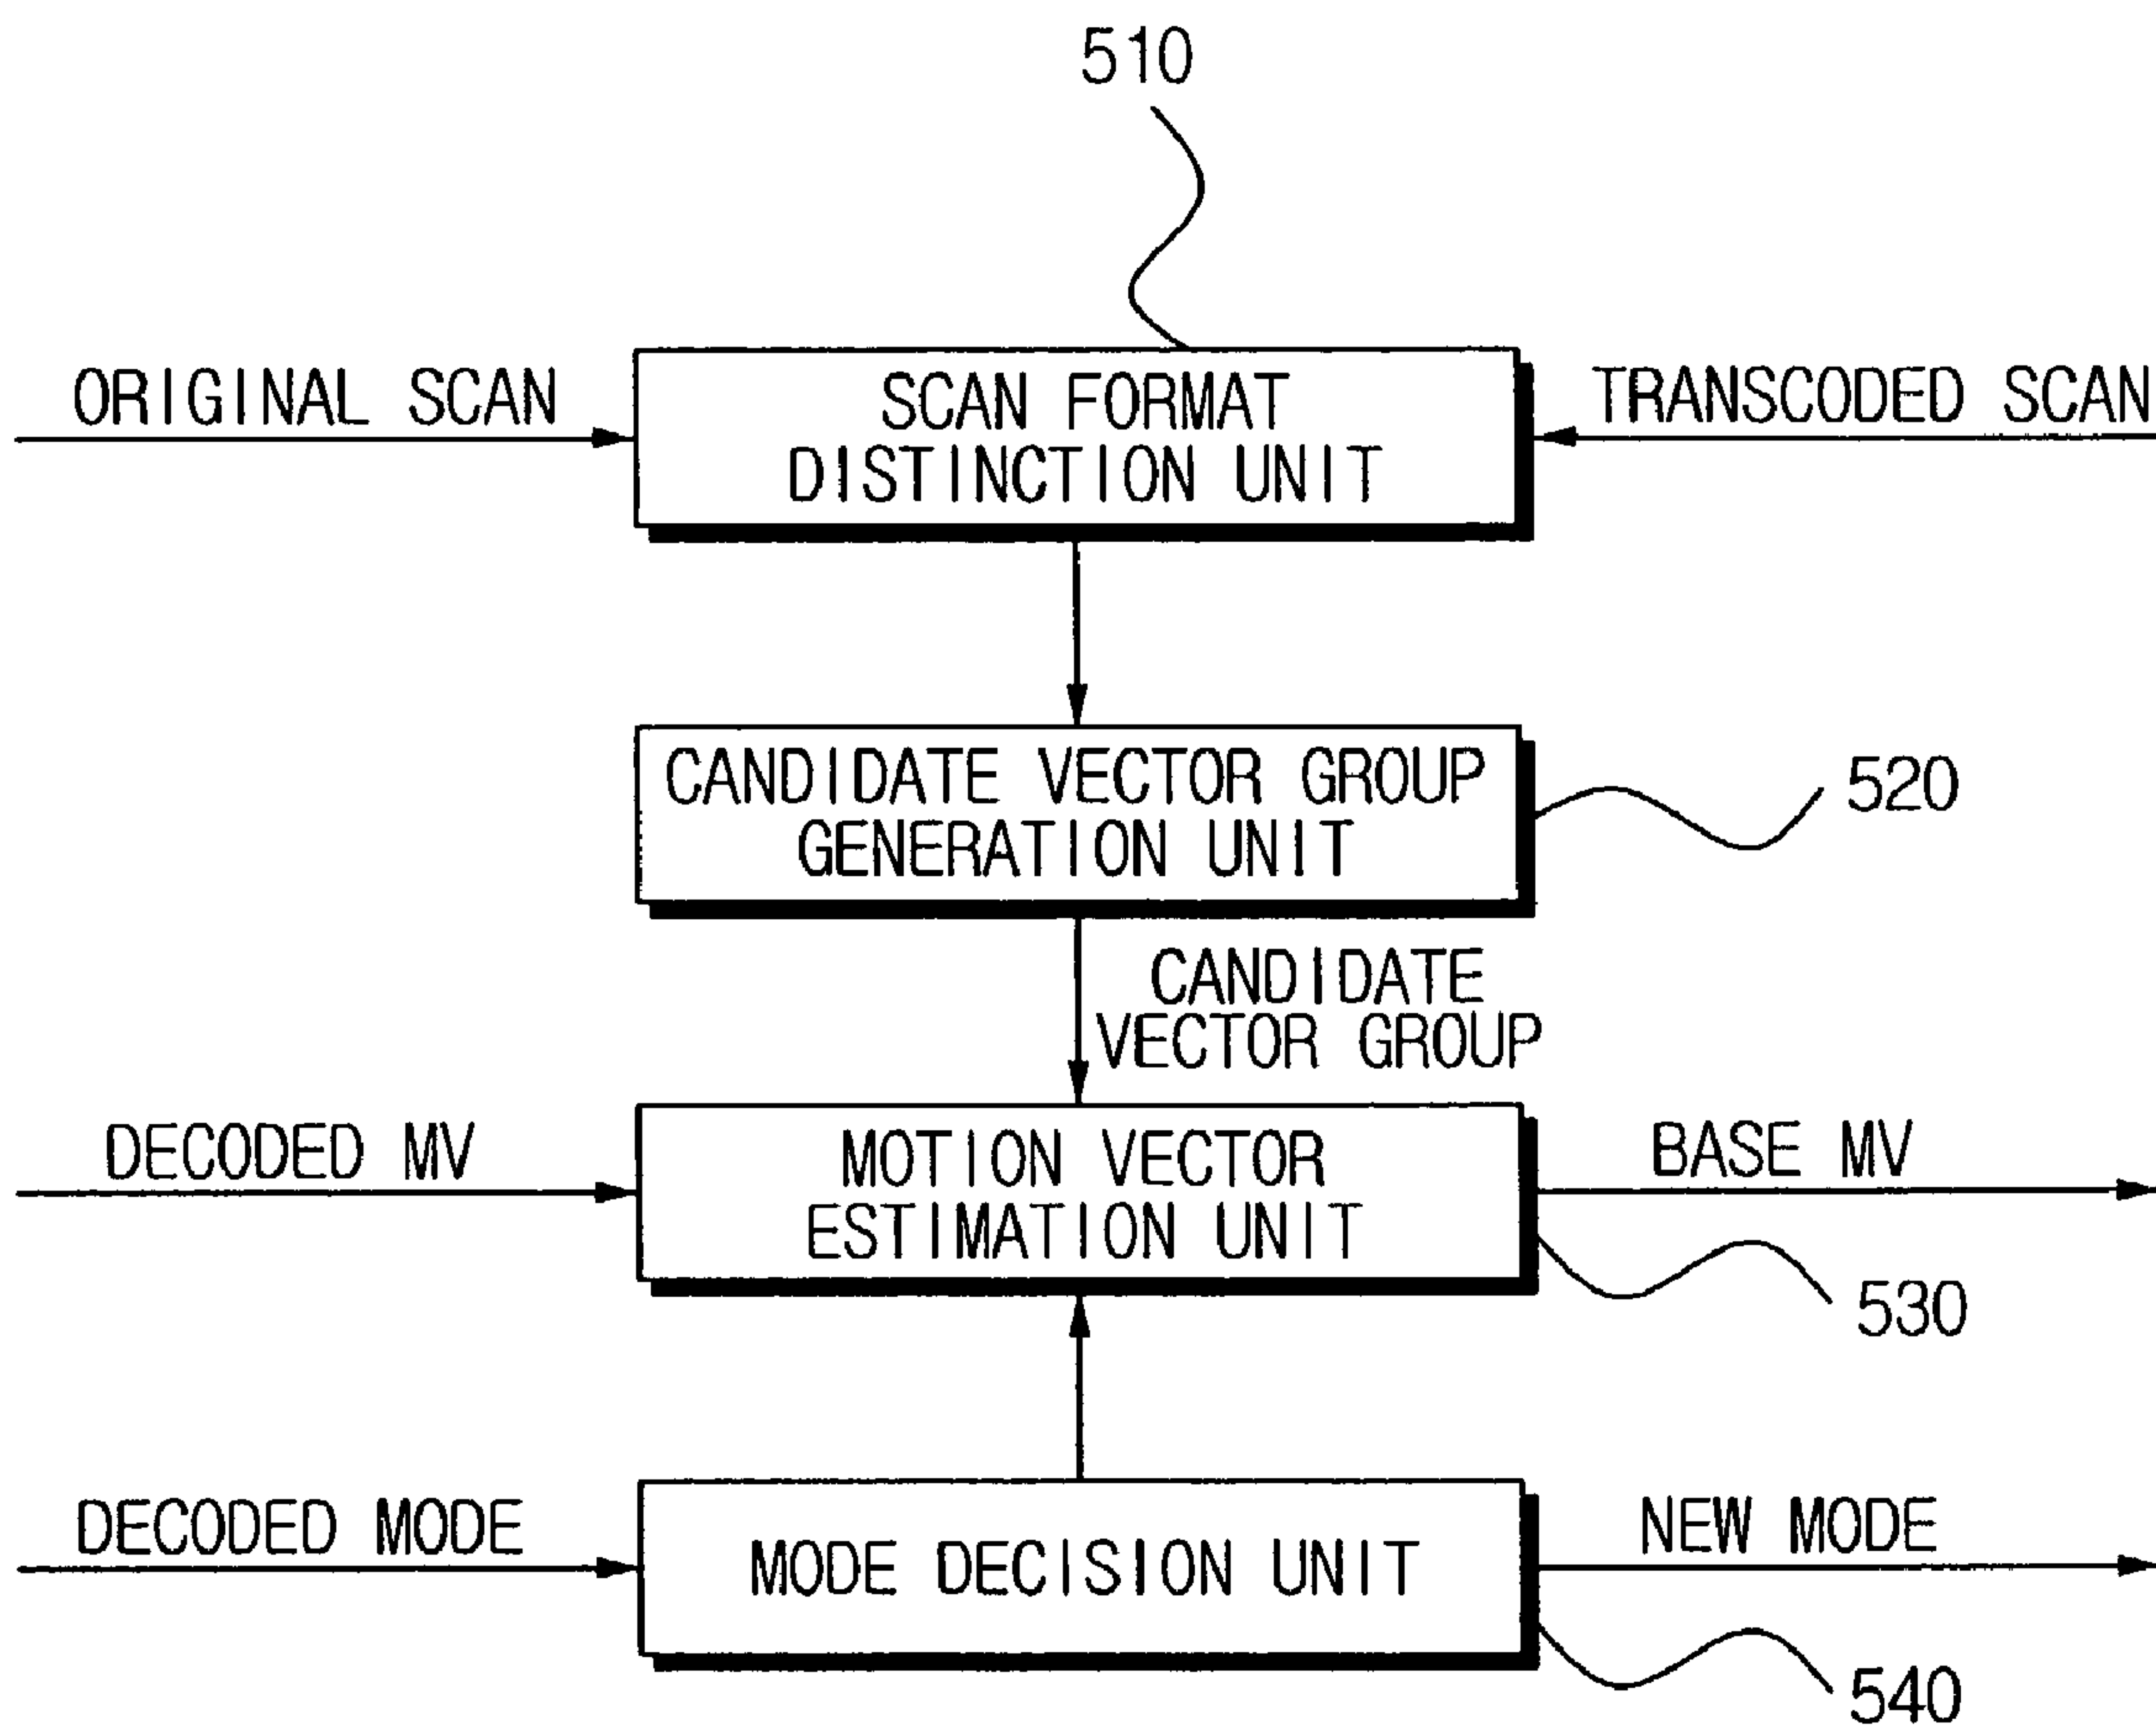 510
ORIGINAL SCAN
SCAN FORMAT
DISTINCTION UNIT
TRANSCODED SCAN
CANDIDATE VECTOR GROUP
GENERATION UNIT
520
CANDIDATE
VECTOR GROUP
DECODED MV
MOTION VECTOR
ESTIMATION UNIT
BASE MV
530
DECODED MODE
MODE DECISION UNIT
NEW MODE
540